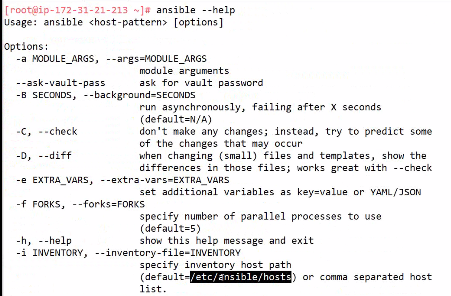 [root@ip-172-31-21-213 ~]# ansible --help
Usage: ansible <host-pattern> [options]
Options:
-a MODULE_ARGS, --args=MODULE_ARGS
module arguments
--ask-vault-pass ask for vault password
-B SECONDS, --background=SECONDS
run asynchronously, failing after X seconds
(default=N/A)
-C, --check don't make any changes; instead, try to predict some
of the changes that may occur
-D, --diff when changing (small) files and templates, show the
differences in those files; works great with --check
-e EXTRA_VARS, --extra-vars=EXTRA_VARS
set additional variables as key=value or YAML/JSON
-f FORKS, --forks=FORKS
specify number of parallel processes to use
(default=5)
-h, --help show this help message and exit
-i INVENTORY, --inventory-file=INVENTORY
specify inventory host path
(default=/etc/ansible/hosts) or comma separated host
list.